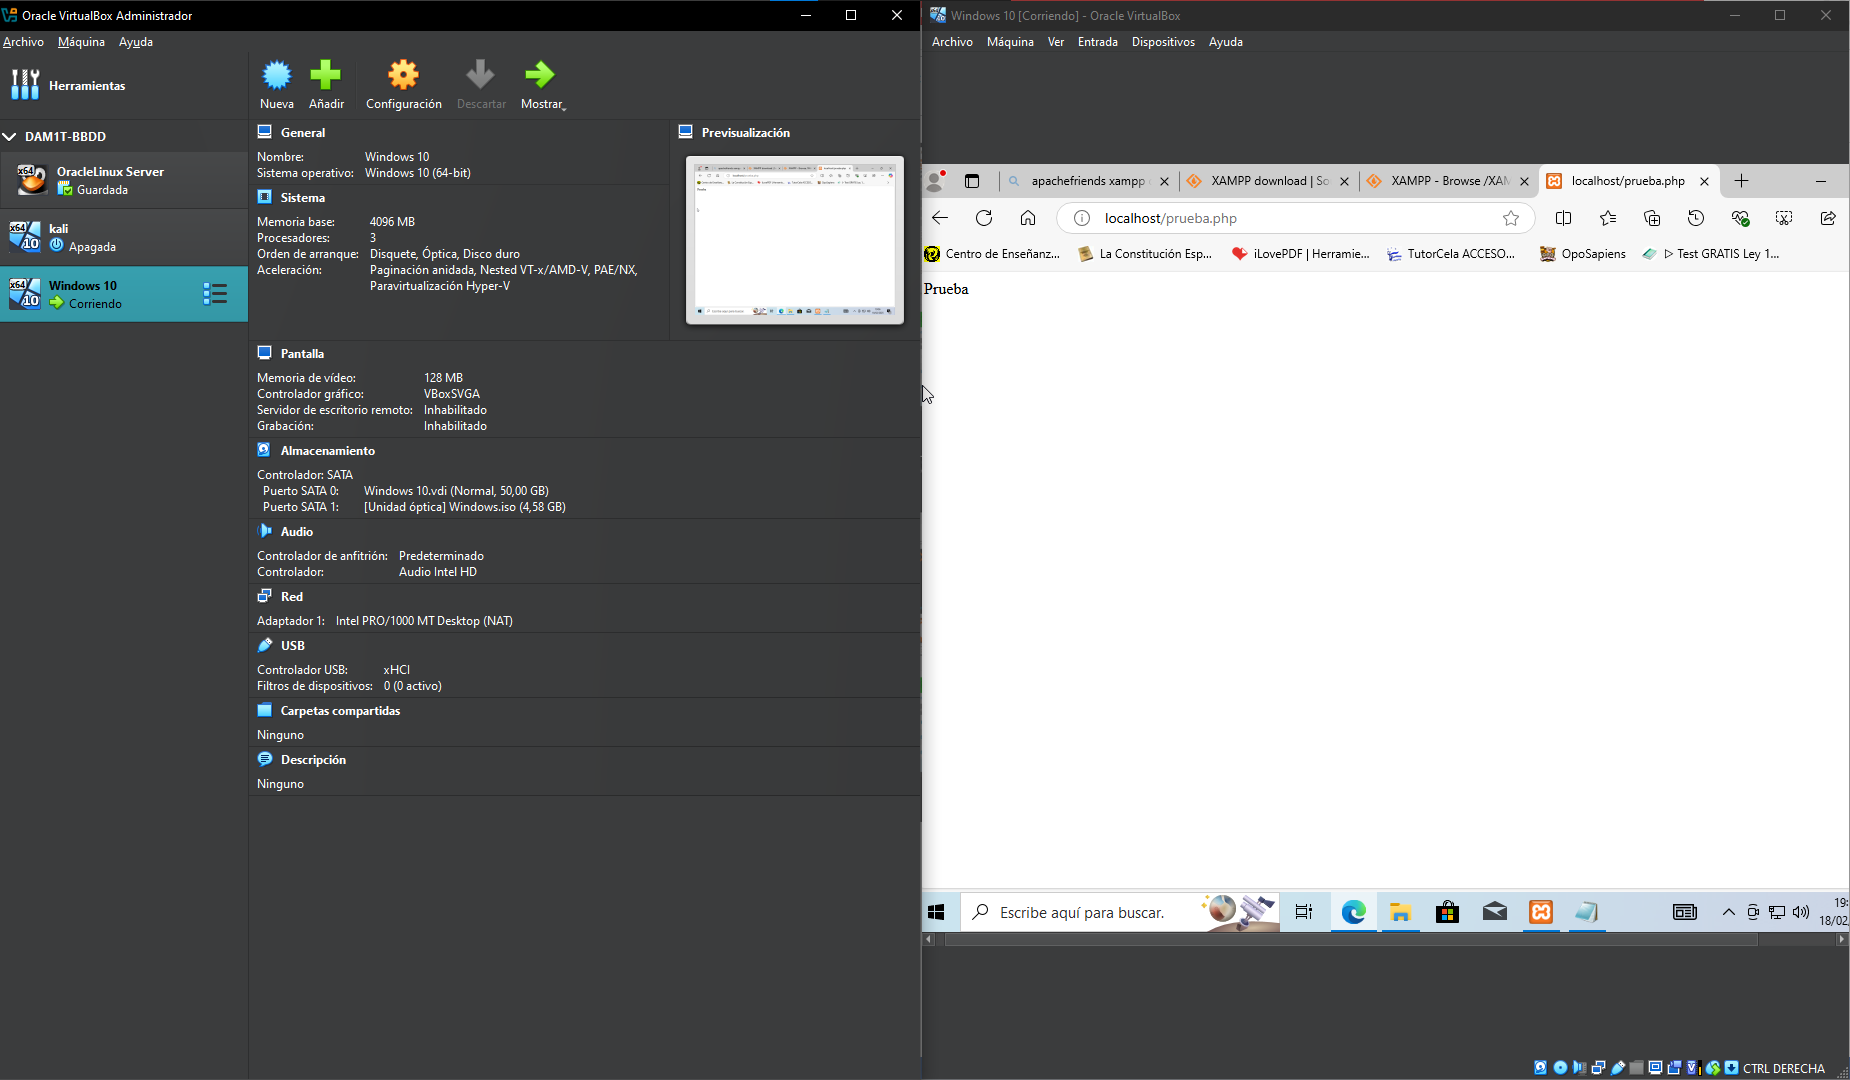 Oracle VirtualBox Administrador
Archivo Máquina Ayuda
Herramientas
Nueva Añadir Configuración Descartar Mostrar
DAM1T-BBDD
OracleLinux Server
Guardada
kali
Apagada
Windows 10
Corriendo
General
Nombre: Windows 10
Sistema operativo: Windows 10 (64-bit)
Sistema
Memoria base: 4096 MB
Procesadores: 3
Orden de arranque: Disquete, Óptica, Disco duro
Aceleración: Paginación anidada, Nested VT-x/AMD-V, PAE/NX,
Paravirtualización Hyper-V
Previsualización
Pantalla
Memoria de vídeo: 128 MB
Controlador gráfico: VBoxSVGA
Servidor de escritorio remoto: Inhabilitado
Grabación: Inhabilitado
Almacenamiento
Controlador: SATA
Puerto SATA 0: Windows 10.vdi (Normal, 50,00 GB)
Puerto SATA 1: [Unidad óptica] Windows.iso (4,58 GB)
Audio
Controlador de anfitrión: Predeterminado
Controlador: Audio Intel HD
Red
Adaptador 1: Intel PRO/1000 MT Desktop (NAT)
USB
Controlador USB: xHCI
Filtros de dispositivos: 0 (0 activo)
Carpetas compartidas
Ninguno
Descripción
Ninguno
Windows 10 [Corriendo] - Oracle VirtualBox
Archivo Máquina Ver Entrada Dispositivos Ayuda
apachefriends xampp XAMPP download | So XAMPP - Browse /XAM localhost/prueba.php
localhost/prueba.php
Centro de Enseñanz... La Constitución Esp... iLovePDF | Herramie... TutorCela ACCESO... OpoSapiens ▷ Test GRATIS Ley 1...
Prueba
Escribe aquí para buscar.
19:
18/02
CTRL DERECHA